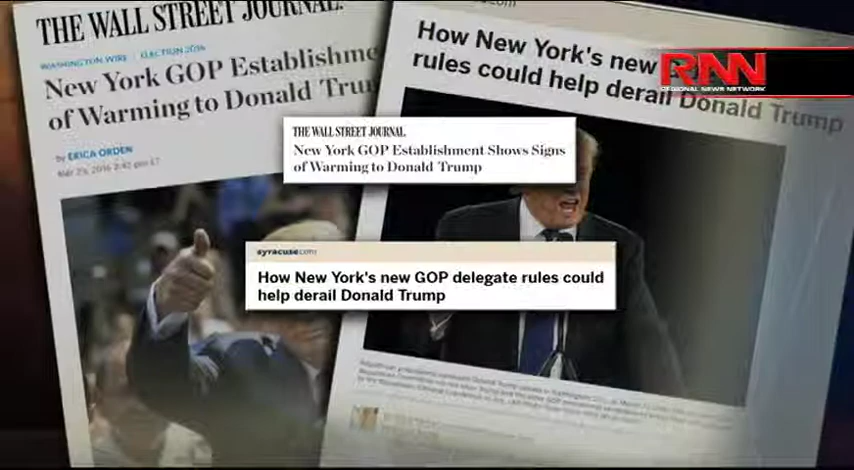 THE WALL STREET JOURNAL.
WASHINGTON WIRE | ELECTION 2016
New York GOP Establishme
of Warming to Donald Tru
by ERICA ORDEN
How New York's new
rules could help derail Donald Trump
RNN
REGIONAL NEWS NETWORK
THE WALL STREET JOURNAL.
New York GOP Establishment Shows Signs
of Warming to Donald Trump
syracuse.com
How New York's new GOP delegate rules could
help derail Donald Trump